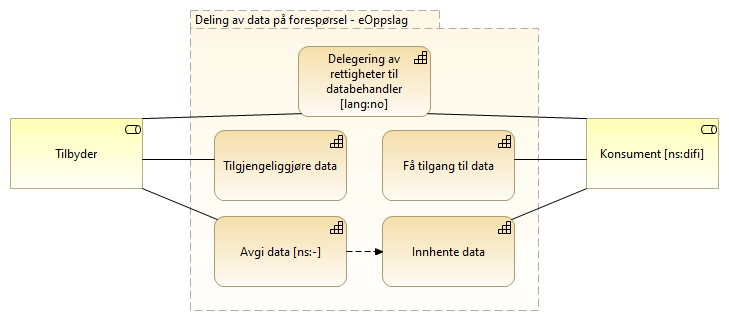 Deling av data på forespørsel - eOppslag
Delegering av
rettigheter til
databehandler
[lang:no]
Tilbyder
Konsument [ns:difi]
Tilgjengeliggjøre data
Få tilgang til data
Avgi data [ns:-]
Innhente data